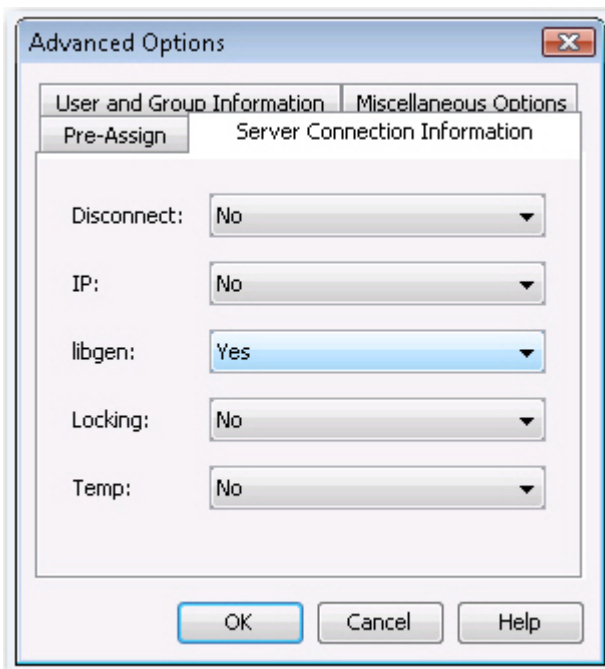 Advanced Options
User and Group Information Miscellaneous Options
Pre-Assign Server Connection Information
Disconnect: No
IP: No
libgen: Yes
Locking: No
Temp: No
OK Cancel Help